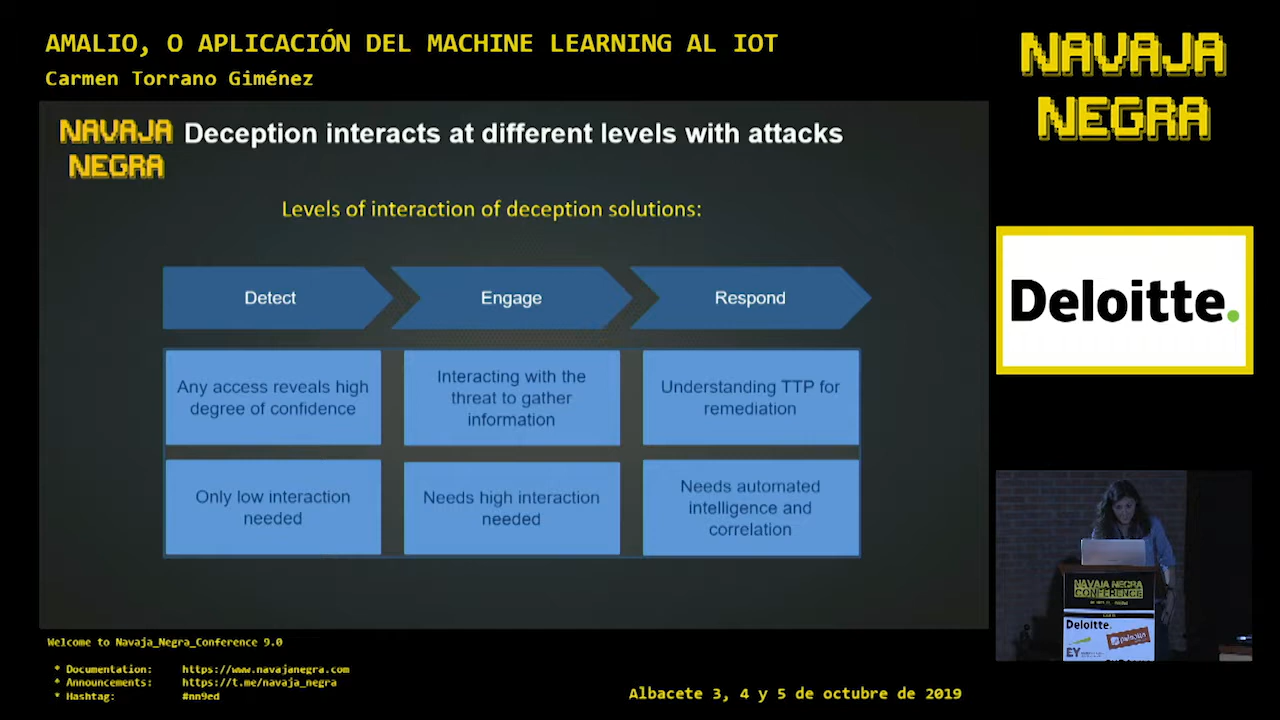 AMALIO, O APLICACIÓN DEL MACHINE LEARNING AL IOT
Carmen Torrano Giménez
NAVAJA
NEGRA
NAVAJA
NEGRA
Deception interacts at different levels with attacks
Levels of interaction of deception solutions:
Detect
Engage
Respond
Any access reveals high
degree of confidence
Interacting with the
threat to gather
information
Understanding TTP for
remediation
Only low interaction
needed
Needs high interaction
needed
Needs automated
intelligence and
correlation
Deloitte.
NAVAJA NEGRA
CONFERENCE
Deloitte.
EY
Welcome to Navaja_Negra_Conference 9.0
* Documentation: https://www.navajanegra.com
* Announcements: https://t.me/navaja_negra
* Hashtag: #nn9ed
Albacete 3, 4 y 5 de octubre de 2019